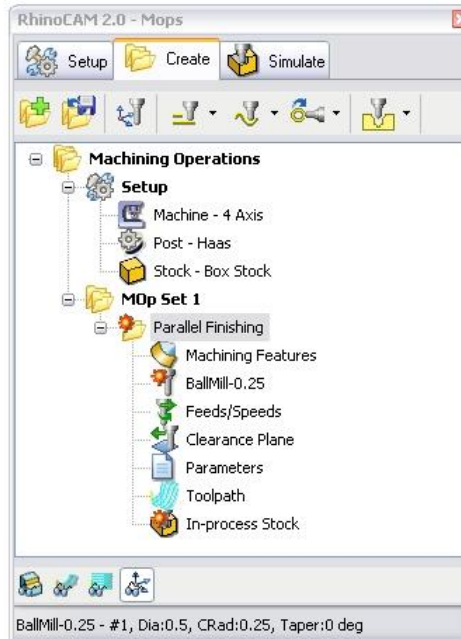 RhinoCAM 2.0 - Mops
Setup
Create
Simulate
Machining Operations
Setup
Machine - 4 Axis
Post - Haas
Stock - Box Stock
MOp Set 1
Parallel Finishing
Machining Features
BallMill-0.25
Feeds/Speeds
Clearance Plane
Parameters
Toolpath
In-process Stock
BallMill-0.25 - #1, Dia:0.5, CRad:0.25, Taper:0 deg